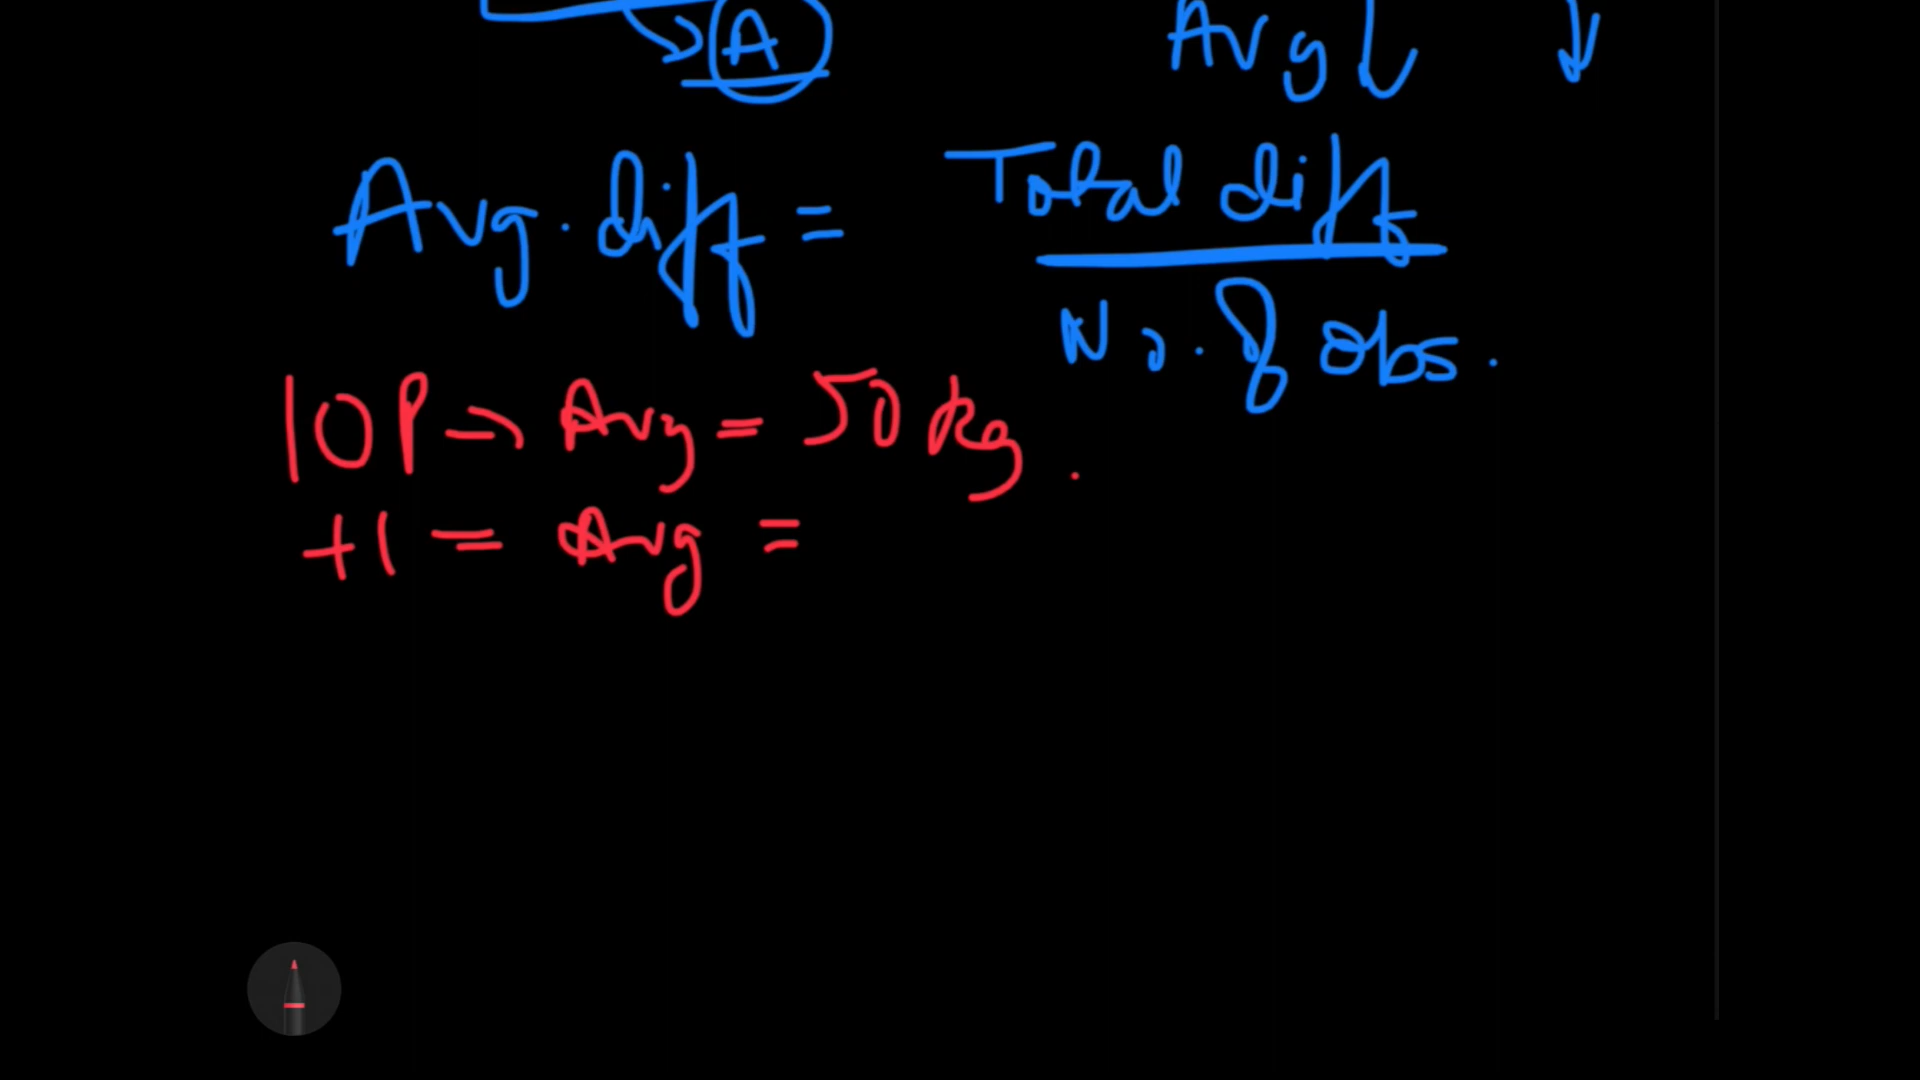 A Avg ↓ ↓
Avg. diff = Total diff
No. of obs.
10P → Avg = 50 kg.
+1 = Avg =